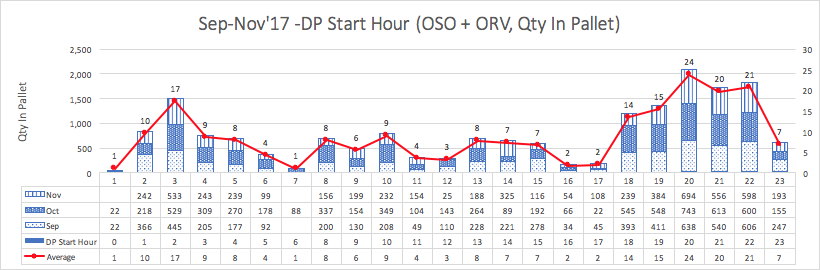 Sep-Nov'17 -DP Start Hour (OSO + ORV, Qty In Pallet)
Qty In Pallet
2,500
2,000
1,500
1,000
500
0
30
25
20
15
10
5
0
1 10 17 9 8 4 1 8 6 9 4 3 8 7 7 2 2 14 15 24 20 21 7
1 2 3 4 5 6 7 8 9 10 11 12 13 14 15 16 17 18 19 20 21 22 23
Nov 242 533 243 239 99 156 199 232 154 25 188 325 116 54 108 239 384 694 556 598 193
Oct 22 218 529 309 270 178 88 337 154 349 104 143 264 89 192 66 22 545 548 743 613 600 155
Sep 22 366 445 205 177 92 200 130 208 49 110 228 221 278 34 45 393 411 638 540 606 247
DP Start Hour 0 1 2 3 4 5 6 8 9 10 11 12 13 14 15 16 17 18 19 20 21 22 23
Average 1 10 17 9 8 4 1 8 6 9 4 3 8 7 7 2 2 14 15 24 20 21 7